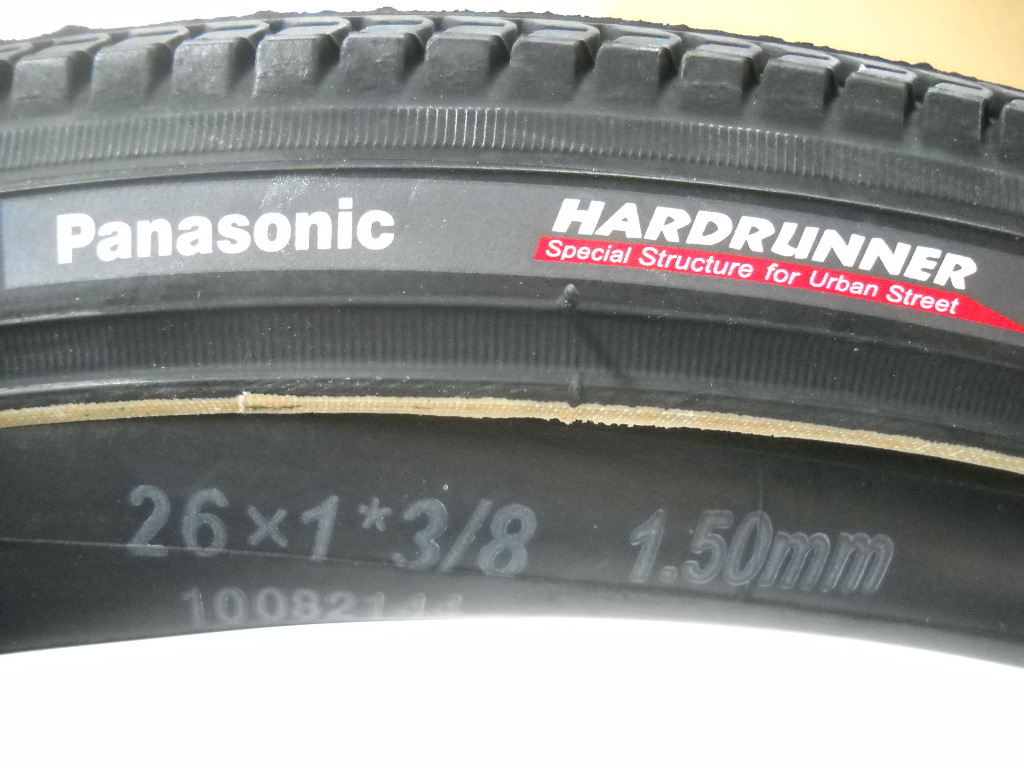 Panasonic
HARDRUNNER
Special Structure for Urban Street
26×1*3/8 1.50mm